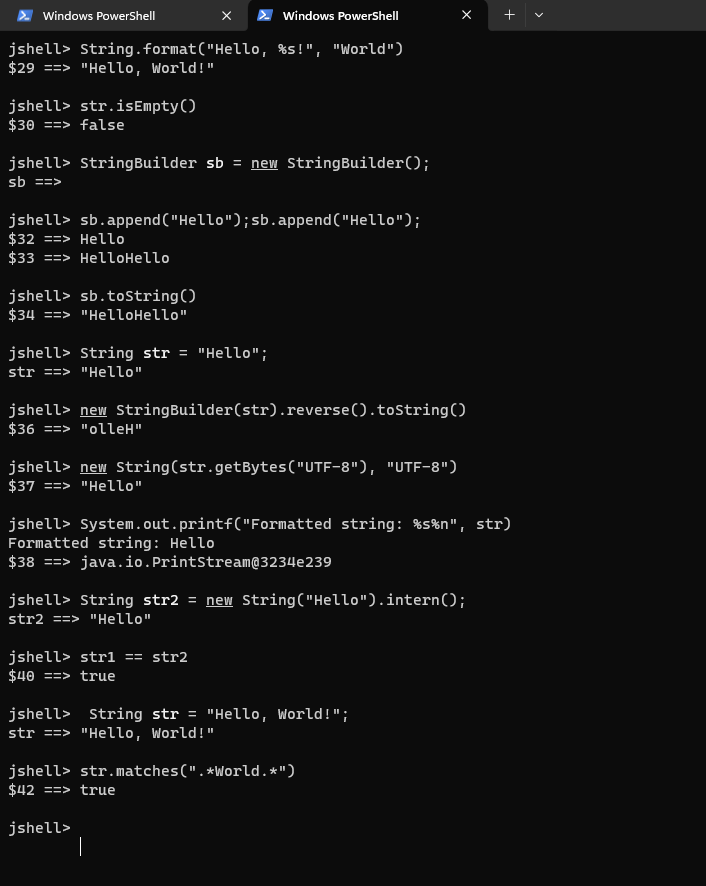 Windows PowerShell
Windows PowerShell
jshell> String.format("Hello, %s!", "World")
$29 ==> "Hello, World!"
jshell> str.isEmpty()
$30 ==> false
jshell> StringBuilder sb = new StringBuilder();
sb ==>
jshell> sb.append("Hello");sb.append("Hello");
$32 ==> Hello
$33 ==> HelloHello
jshell> sb.toString()
$34 ==> "HelloHello"
jshell> String str = "Hello";
str ==> "Hello"
jshell> new StringBuilder(str).reverse().toString()
$36 ==> "olleH"
jshell> new String(str.getBytes("UTF-8"), "UTF-8")
$37 ==> "Hello"
jshell> System.out.printf("Formatted string: %s%n", str)
Formatted string: Hello
$38 ==> java.io.PrintStream@3234e239
jshell> String str2 = new String("Hello").intern();
str2 ==> "Hello"
jshell> str1 == str2
$40 ==> true
jshell>  String str = "Hello, World!";
str ==> "Hello, World!"
jshell> str.matches(".*World.*")
$42 ==> true
jshell>